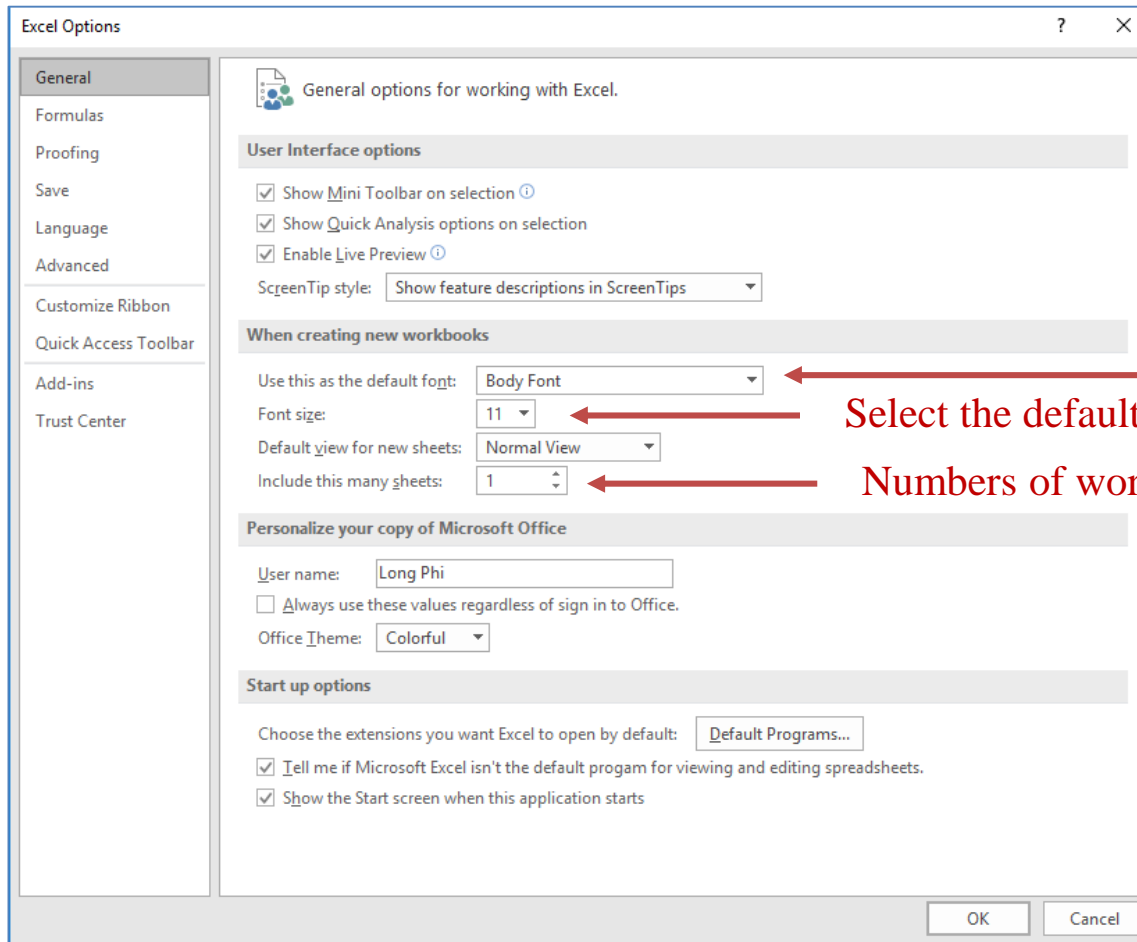 Excel Options
?
General
Formulas
Proofing
Save
Language
Advanced
Customize Ribbon
Quick Access Toolbar
Add-ins
Trust Center
General options for working with Excel.
User Interface options
Show Mini Toolbar on selection
Show Quick Analysis options on selection
Enable Live Preview
ScreenTip style: Show feature descriptions in ScreenTips
When creating new workbooks
Use this as the default font: Body Font
Font size: 11
Select the default
Default view for new sheets: Normal View
Include this many sheets: 1
Numbers of wor
Personalize your copy of Microsoft Office
User name: Long Phi
Always use these values regardless of sign in to Office.
Office Theme: Colorful
Start up options
Choose the extensions you want Excel to open by default: Default Programs...
Tell me if Microsoft Excel isn't the default progam for viewing and editing spreadsheets.
Show the Start screen when this application starts
OK Cancel